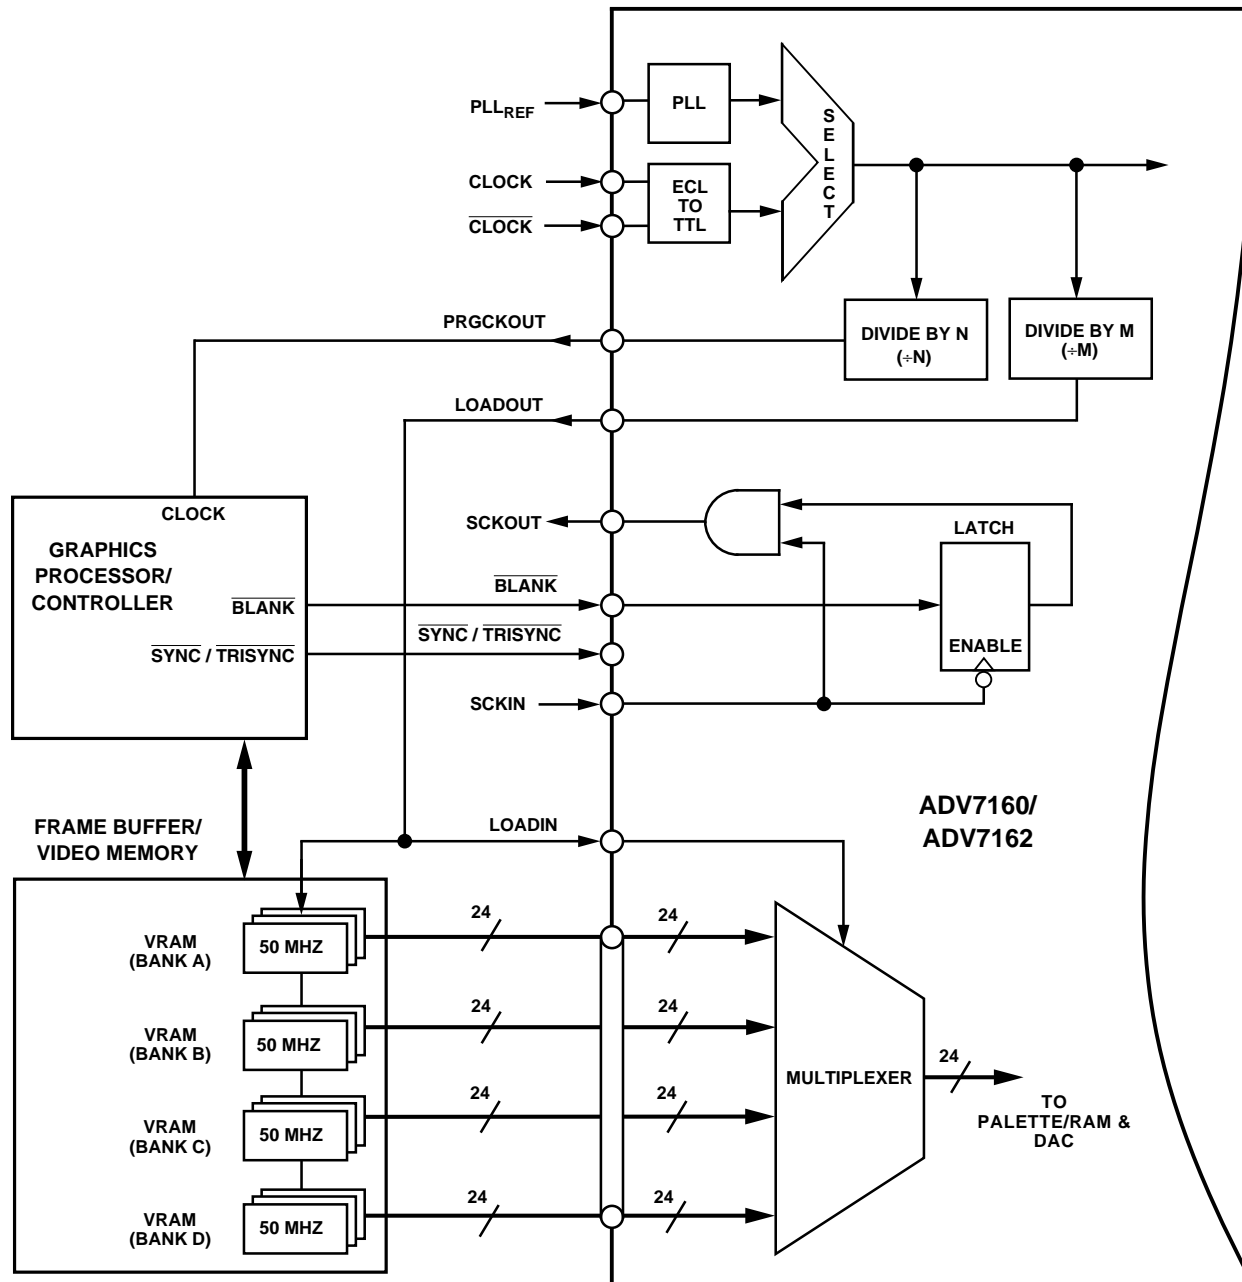 PLLREF
PLL
SELECT
CLOCK
CLOCK
ECL
TO
TTL
PRGCKOUT
DIVIDE BY N
(÷N)
DIVIDE BY M
(÷M)
LOADOUT
CLOCK
GRAPHICS
PROCESSOR/
CONTROLLER
BLANK
SYNC / TRISYNC
SCKOUT
LATCH
BLANK
SYNC / TRISYNC
ENABLE
SCKIN
ADV7160/
ADV7162
FRAME BUFFER/
VIDEO MEMORY
LOADIN
VRAM
(BANK A)
50 MHZ
24
24
VRAM
(BANK B)
50 MHZ
24
24
MULTIPLEXER
24
TO
PALETTE/RAM &
DAC
VRAM
(BANK C)
50 MHZ
24
24
VRAM
(BANK D)
50 MHZ
24
24